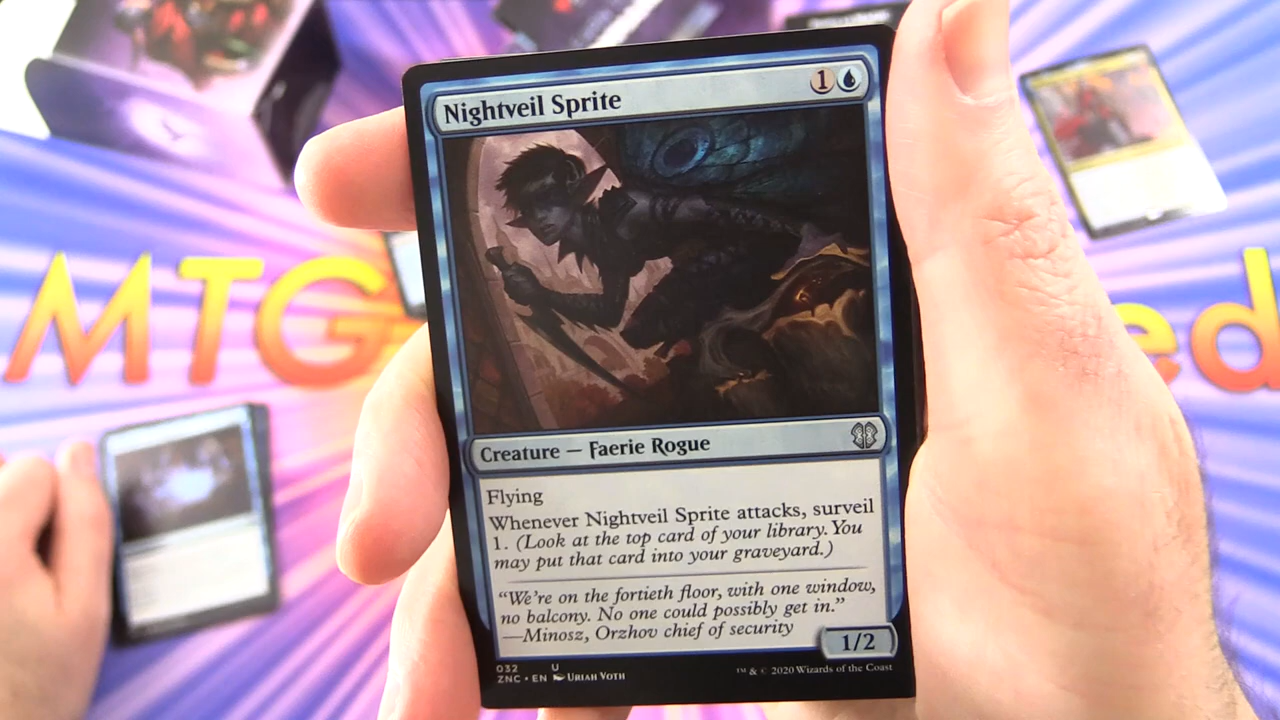 Nightveil Sprite
1
MTG
ed
Creature — Faerie Rogue
Flying
Whenever Nightveil Sprite attacks, surveil
1. (Look at the top card of your library. You
may put that card into your graveyard.)
“We’re on the fortieth floor, with one window,
no balcony. No one could possibly get in.”
—Minosz, Orzhov chief of security
1/2
032 U
ZNC • EN Uriah Voth
™ & © 2020 Wizards of the Coast